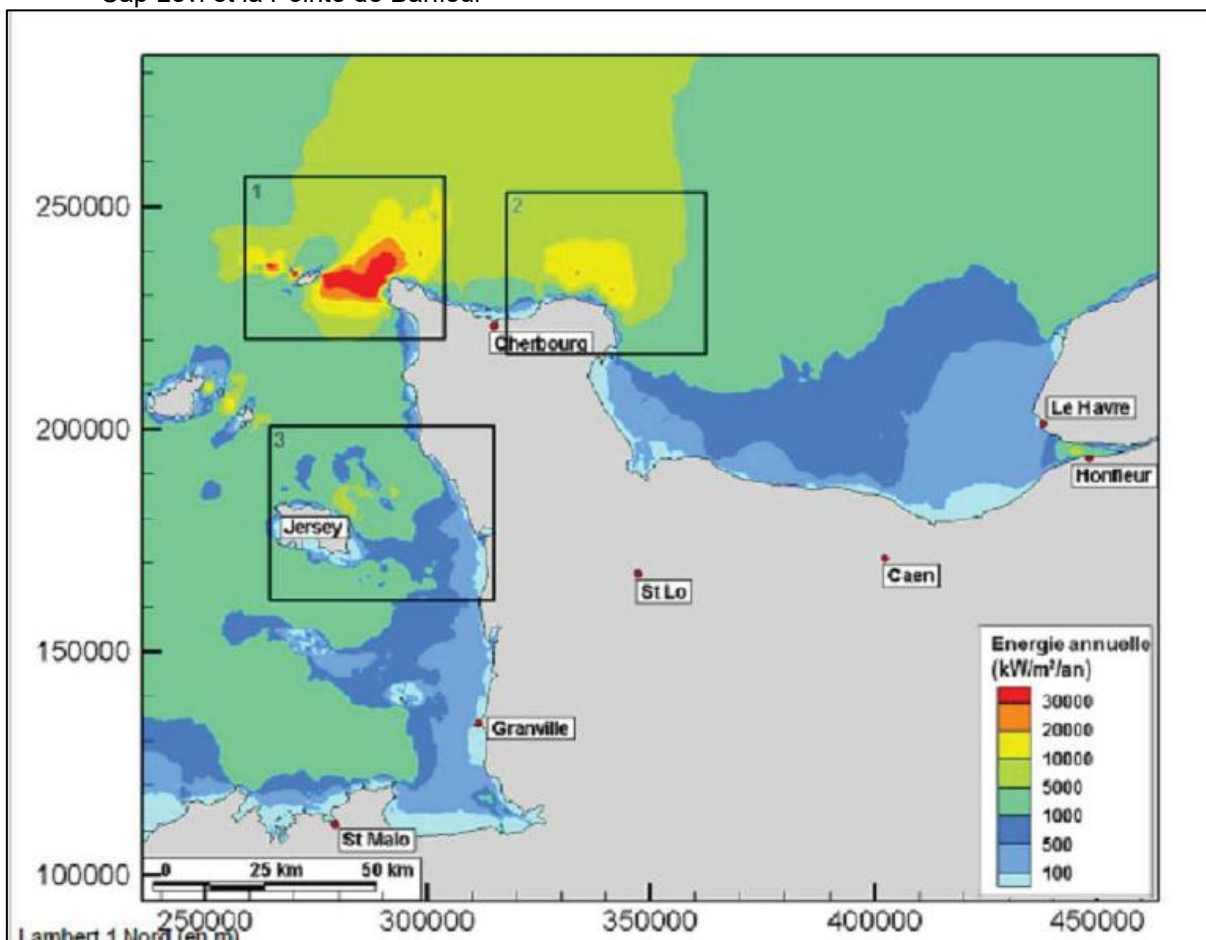 Cap Lévi et la Pointe de Barfleur
250000
200000
150000
100000
1
2
3
Cherbourg
Le Havre
Honfleur
Jersey
Caen
St Lo
Granville
St Malo
Energie annuelle
(kW/m²/an)
30000
20000
10000
5000
1000
500
100
0 25 km 50 km
250000 300000 350000 400000 450000
Lambert 1 Nord (en m)